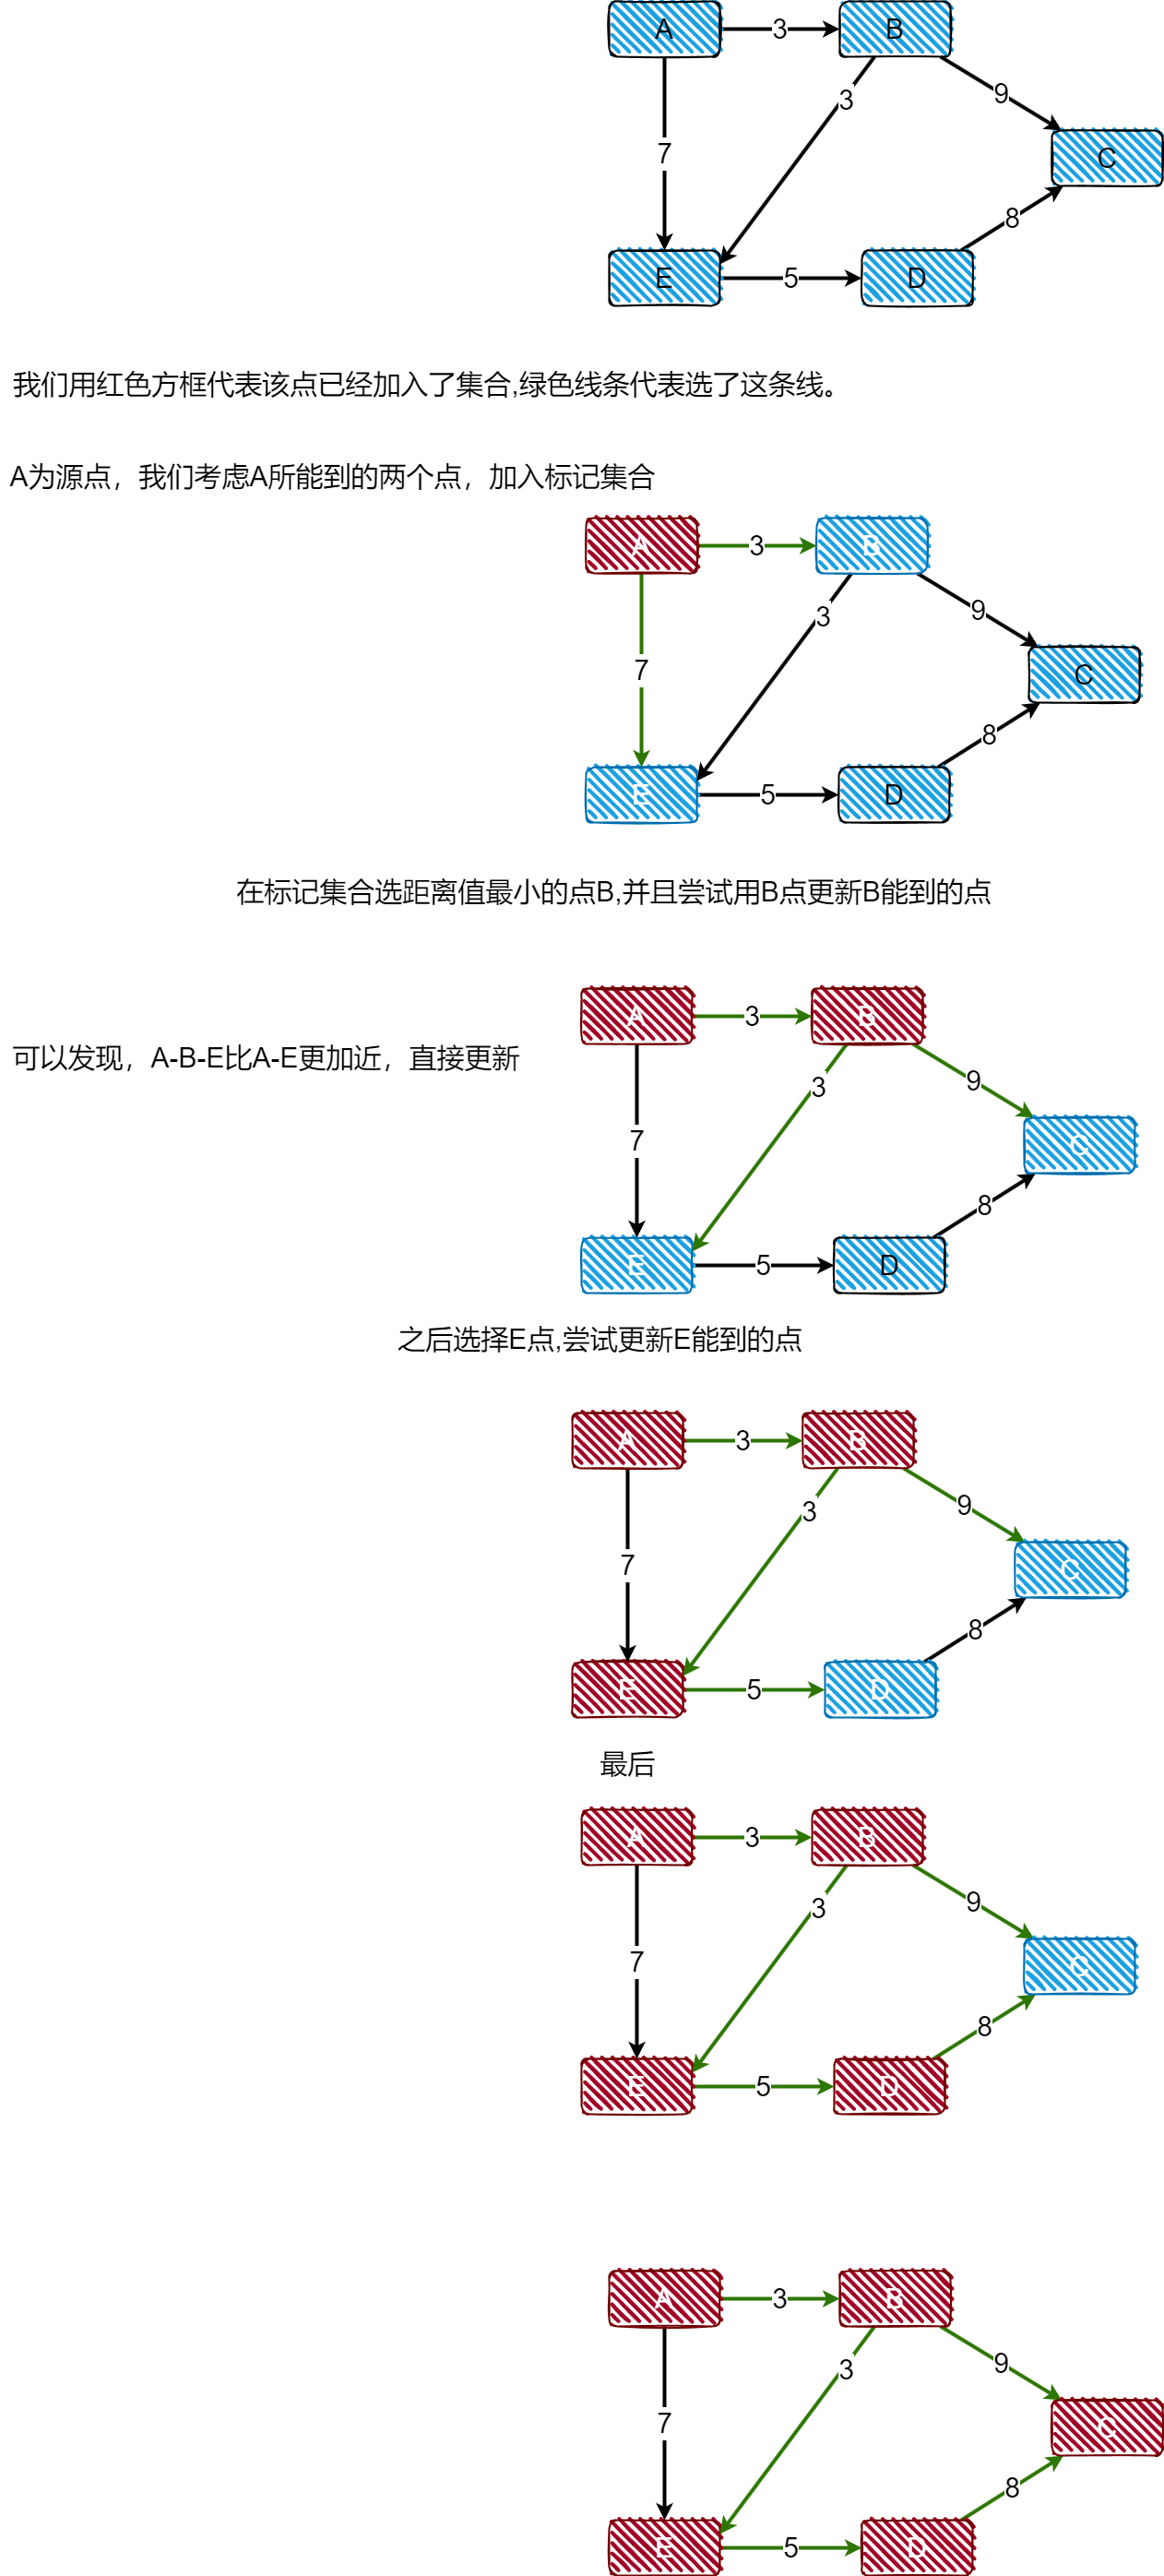 A 3 B
9
3
7
C
8
E 5 D
我们用红色方框代表该点已经加入了集合,绿色线条代表选了这条线。
A为源点，我们考虑A所能到的两个点，加入标记集合
A 3 B
9
3
7
C
8
E 5 D
在标记集合选距离值最小的点B,并且尝试用B点更新B能到的点
A 3 B
可以发现，A-B-E比A-E更加近，直接更新
9
3
7
C
8
E 5 D
之后选择E点,尝试更新E能到的点
A 3 B
9
3
7
C
8
E 5 D
最后
A 3 B
9
3
7
C
8
E 5 D
A 3 B
9
3
7
C
8
E 5 D